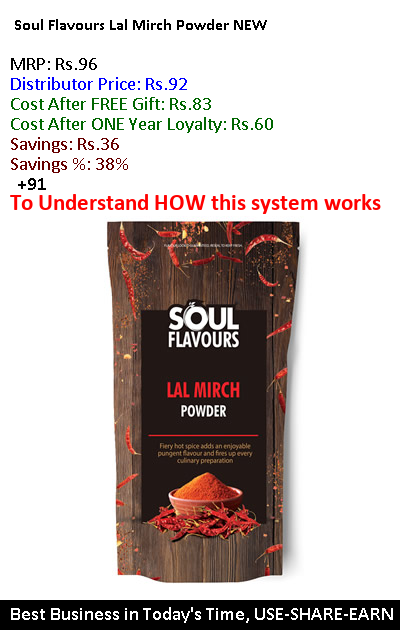 Soul Flavours Lal Mirch Powder NEW
MRP: Rs.96
Distributor Price: Rs.92
Cost After FREE Gift: Rs.83
Cost After ONE Year Loyalty: Rs.60
Savings: Rs.36
Savings %: 38%
+91
To Understand HOW this system works
SOUL
FLAVOURS
LAL MIRCH
POWDER
Fiery hot spice adds an enjoyable
pungent flavour and fires up every
culinary preparation
Best Business in Today's Time, USE-SHARE-EARN